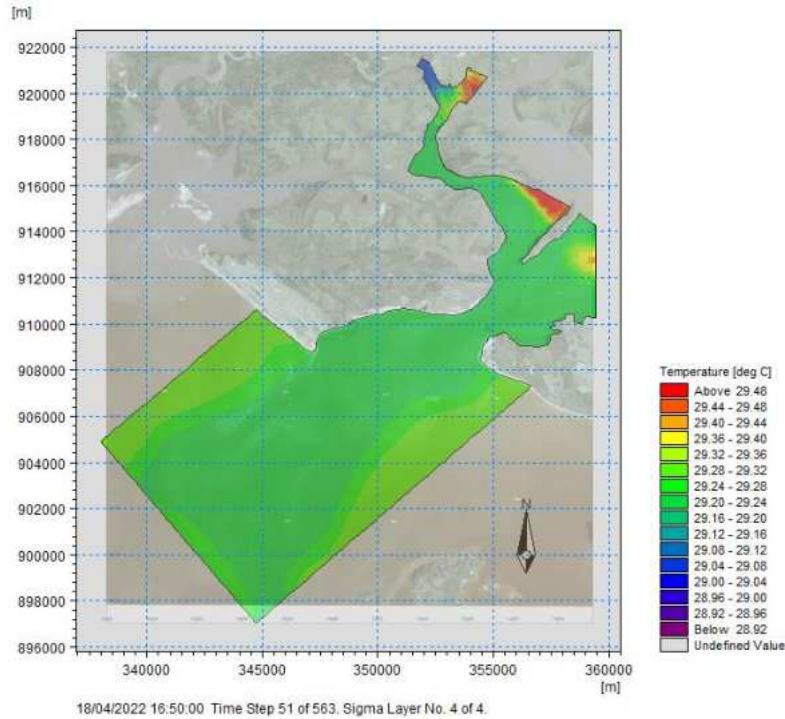 [m]
922000
920000
918000
916000
914000
912000
910000
908000
906000
904000
902000
900000
898000
896000
340000
345000
350000
355000
360000
[m]
N
Temperature [deg C]
Above 29.48
29.44 - 29.48
29.40 - 29.44
29.36 - 29.40
29.32 - 29.36
29.28 - 29.32
29.24 - 29.28
29.20 - 29.24
29.16 - 29.20
29.12 - 29.16
29.08 - 29.12
29.04 - 29.08
29.00 - 29.04
28.96 - 29.00
28.92 - 28.96
Below 28.92
Undefined Value
18/04/2022 16:50:00 Time Step 51 of 563. Sigma Layer No. 4 of 4.